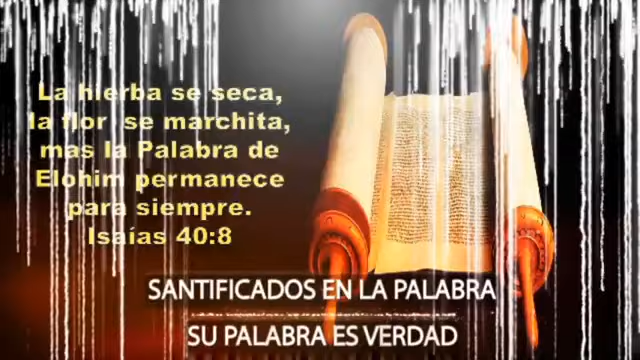 La hierba se seca,
la flor se marchita,
mas la Palabra de
Elohim permanece
para siempre.
Isaías 40:8
SANTIFICADOS EN LA PALABRA
SU PALABRA ES VERDAD